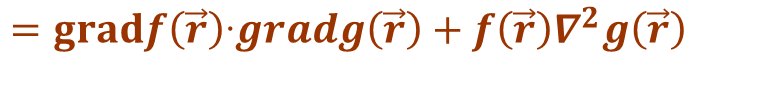 = gradf(r⃗)·gradg(r⃗) + f(r⃗)∇²g(r⃗)